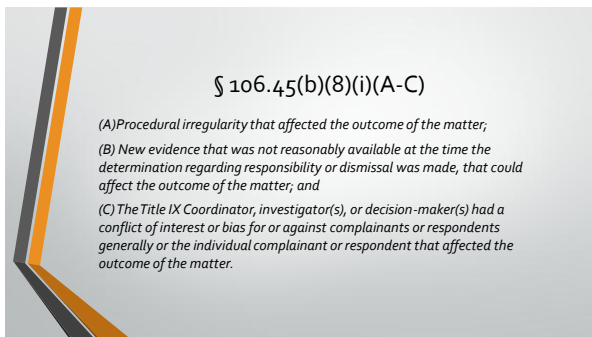 § 106.45(b)(8)(i)(A-C)
(A)Procedural irregularity that affected the outcome of the matter;
(B) New evidence that was not reasonably available at the time the
determination regarding responsibility or dismissal was made, that could
affect the outcome of the matter; and
(C) The Title IX Coordinator, investigator(s), or decision-maker(s) had a
conflict of interest or bias for or against complainants or respondents
generally or the individual complainant or respondent that affected the
outcome of the matter.